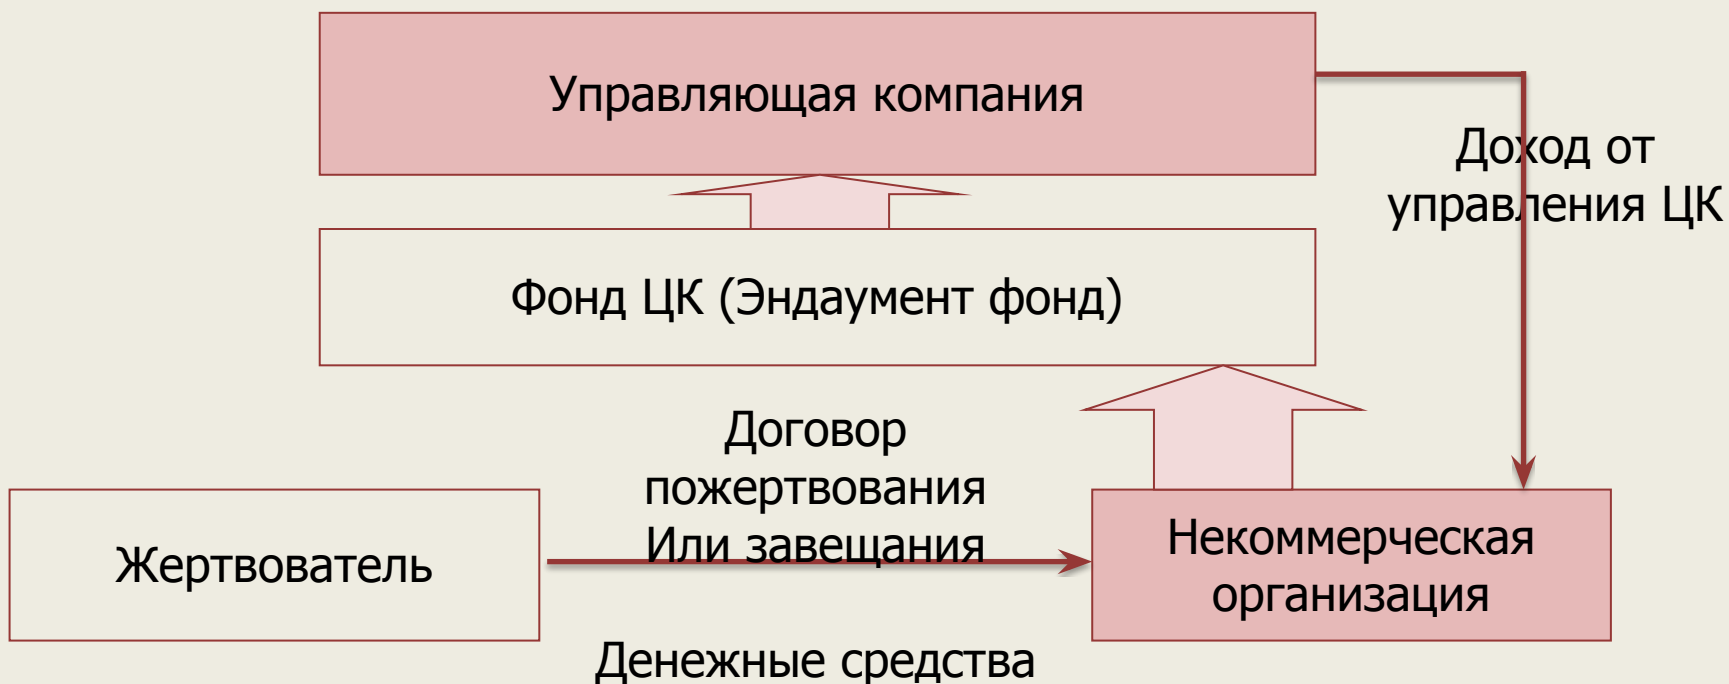 Управляющая компания
Доход от
управления ЦК
Фонд ЦК (Эндаумент фонд)
Договор
пожертвования
Или завещания
Жертвователь
Некоммерческая
организация
Денежные средства